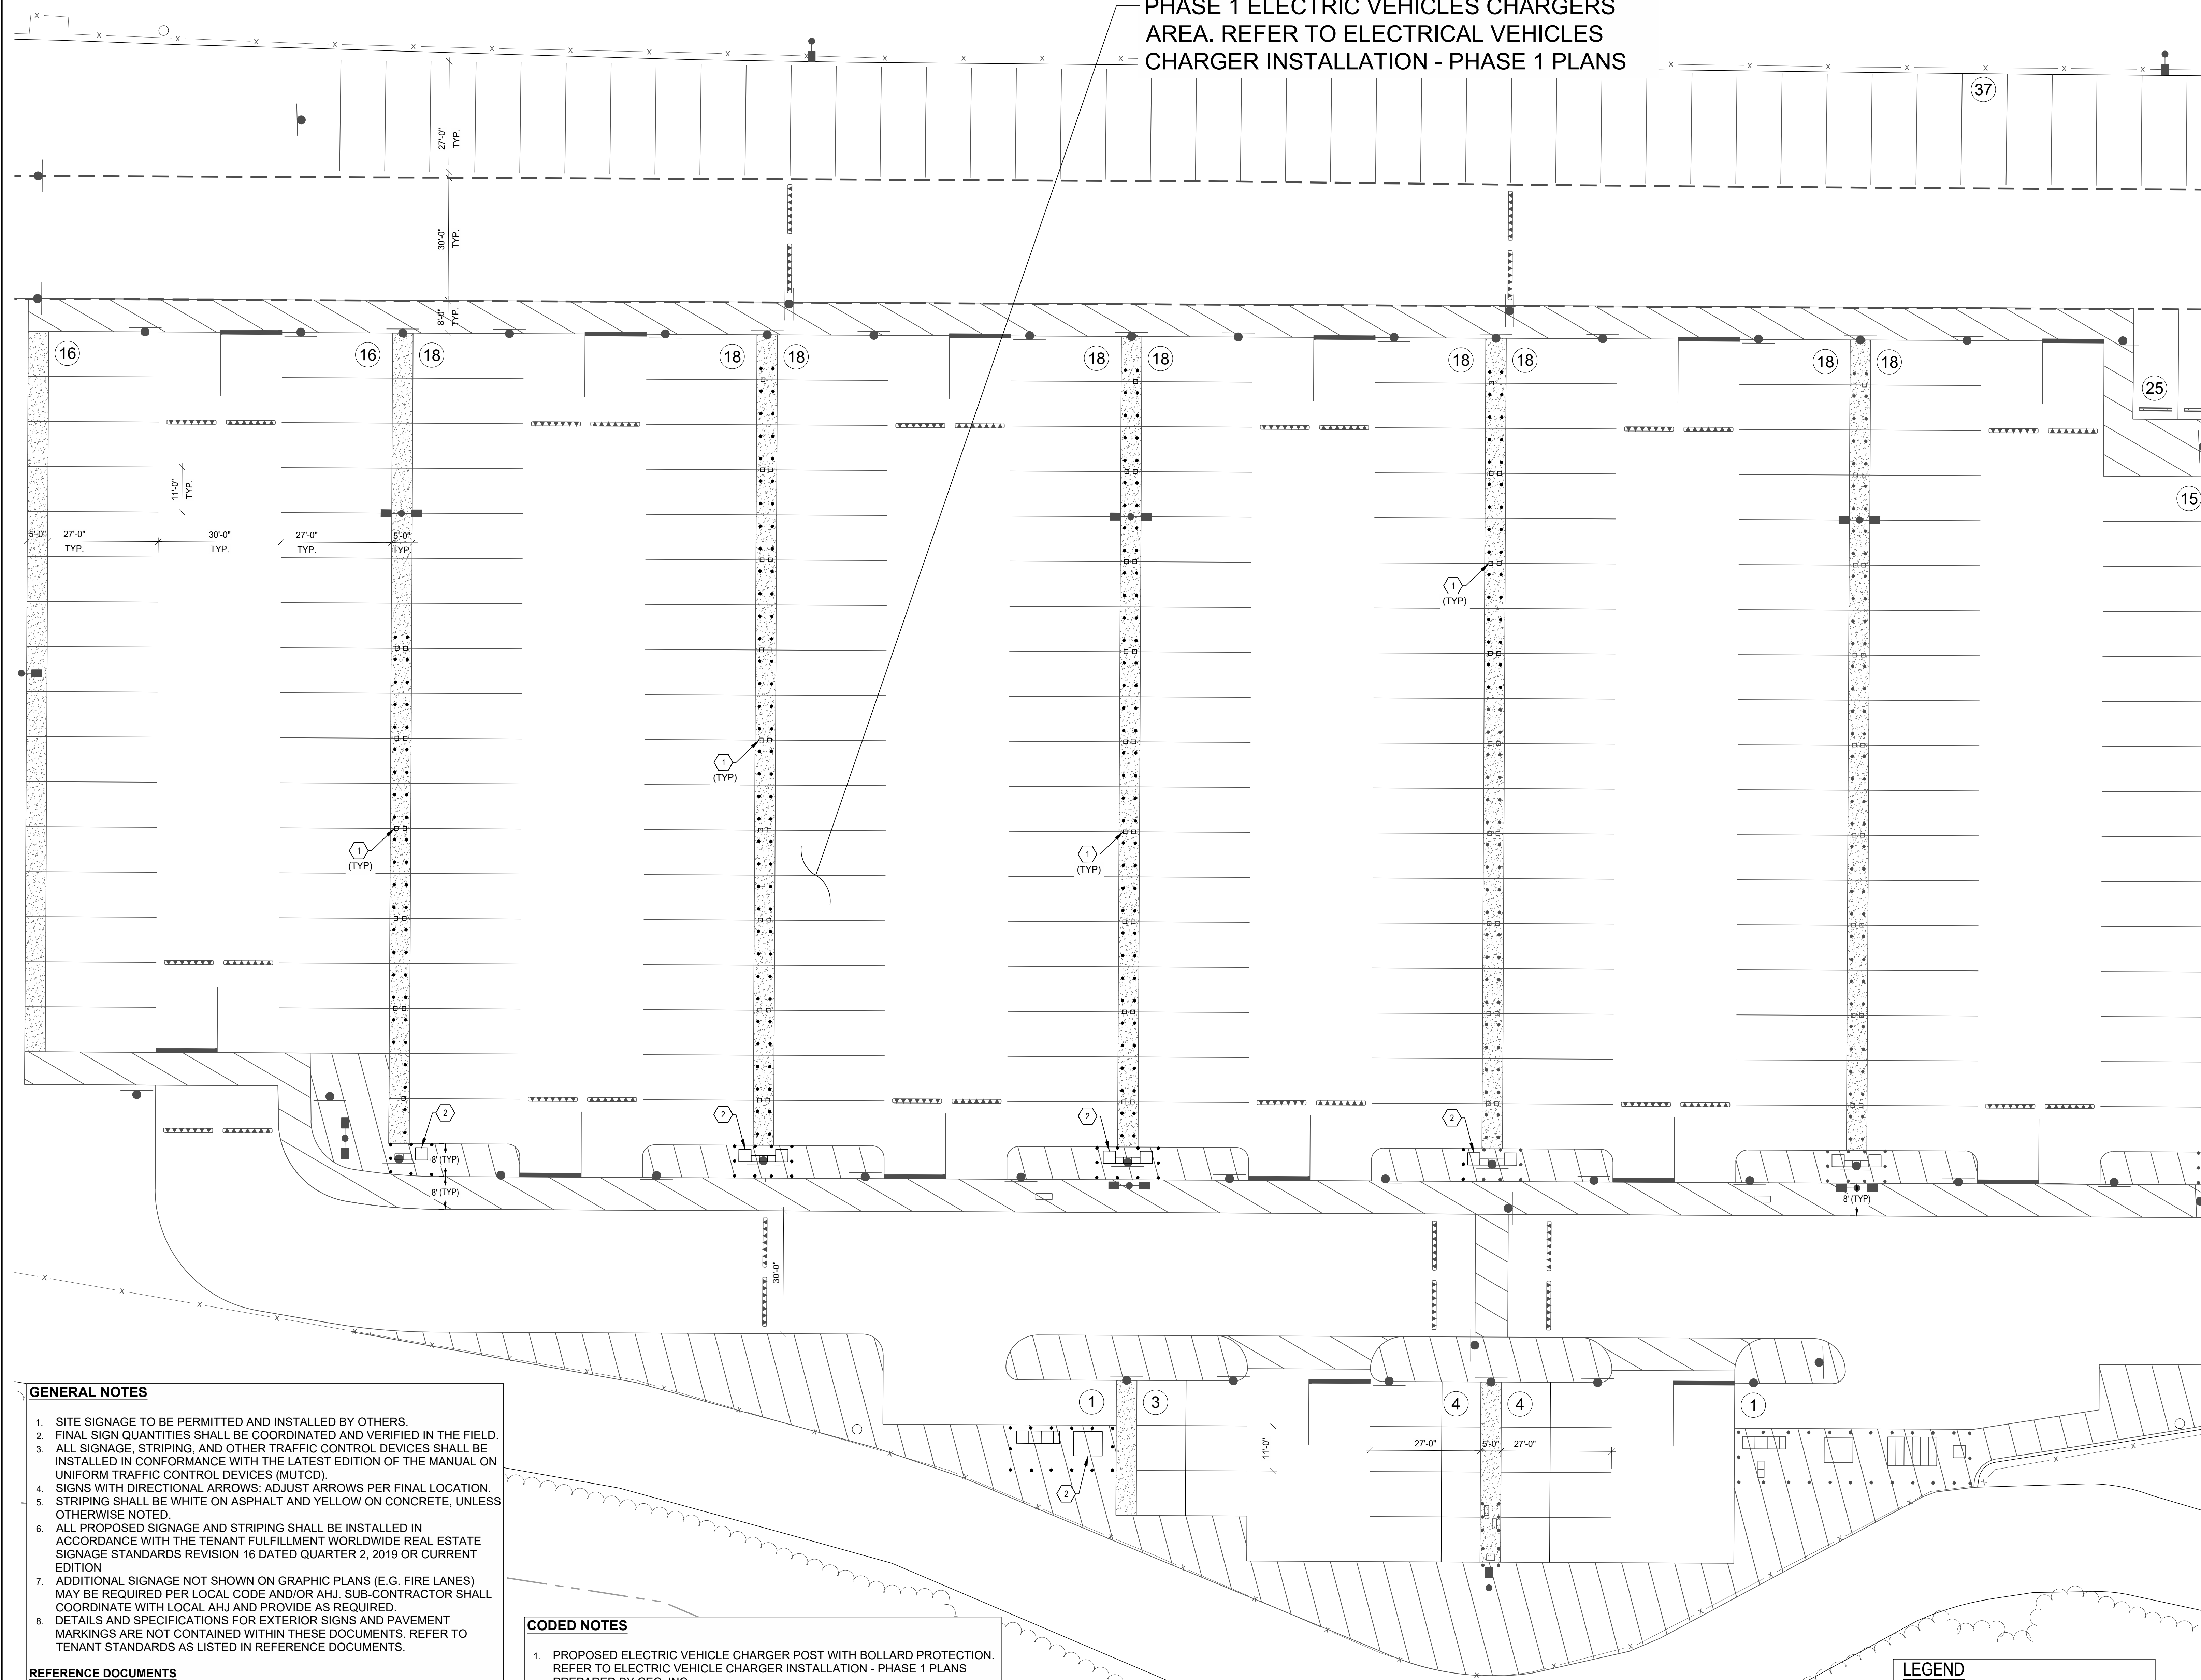 PHASE 1 ELECTRIC VEHICLES CHARGERS
AREA. REFER TO ELECTRICAL VEHICLES
CHARGER INSTALLATION - PHASE 1 PLANS
37
27'-0"
TYP.
30'-0"
TYP.
8'-0"
TYP.
16
16
18
18
18
18
18
18
18
18
18
25
15
11'-0"
TYP.
5'-0"
27'-0"
TYP.
30'-0"
TYP.
27'-0"
TYP.
5'-0"
TYP.
1
(TYP)
1
(TYP)
1
(TYP)
1
(TYP)
2
2
2
2
8' (TYP)
8' (TYP)
8' (TYP)
30'-0"
1
3
4
4
1
11'-0"
27'-0"
5'-0"
27'-0"
2
GENERAL NOTES
1. SITE SIGNAGE TO BE PERMITTED AND INSTALLED BY OTHERS.
2. FINAL SIGN QUANTITIES SHALL BE COORDINATED AND VERIFIED IN THE FIELD.
3. ALL SIGNAGE, STRIPING, AND OTHER TRAFFIC CONTROL DEVICES SHALL BE
INSTALLED IN CONFORMANCE WITH THE LATEST EDITION OF THE MANUAL ON
UNIFORM TRAFFIC CONTROL DEVICES (MUTCD).
4. SIGNS WITH DIRECTIONAL ARROWS: ADJUST ARROWS PER FINAL LOCATION.
5. STRIPING SHALL BE WHITE ON ASPHALT AND YELLOW ON CONCRETE, UNLESS
OTHERWISE NOTED.
6. ALL PROPOSED SIGNAGE AND STRIPING SHALL BE INSTALLED IN
ACCORDANCE WITH THE TENANT FULFILLMENT WORLDWIDE REAL ESTATE
SIGNAGE STANDARDS REVISION 16 DATED QUARTER 2, 2019 OR CURRENT
EDITION
7. ADDITIONAL SIGNAGE NOT SHOWN ON GRAPHIC PLANS (E.G. FIRE LANES)
MAY BE REQUIRED PER LOCAL CODE AND/OR AHJ. SUB-CONTRACTOR SHALL
COORDINATE WITH LOCAL AHJ AND PROVIDE AS REQUIRED.
8. DETAILS AND SPECIFICATIONS FOR EXTERIOR SIGNS AND PAVEMENT
MARKINGS ARE NOT CONTAINED WITHIN THESE DOCUMENTS. REFER TO
TENANT STANDARDS AS LISTED IN REFERENCE DOCUMENTS.
REFERENCE DOCUMENTS
CODED NOTES
1. PROPOSED ELECTRIC VEHICLE CHARGER POST WITH BOLLARD PROTECTION.
REFER TO ELECTRIC VEHICLE CHARGER INSTALLATION - PHASE 1 PLANS
LEGEND